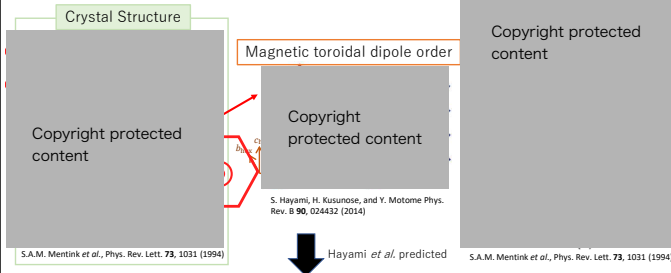 Crystal Structure
Copyright protected
content
S.A.M. Mentink et al., Phys. Rev. Lett. 73, 1031 (1994)
Magnetic toroidal dipole order
Copyright
protected content
S. Hayami, H. Kusunose, and Y. Motome Phys.
Rev. B 90, 024432 (2014)
Hayami et al. predicted
Copyright protected
content
S.A.M. Mentink et al., Phys. Rev. Lett. 73, 1031 (1994)